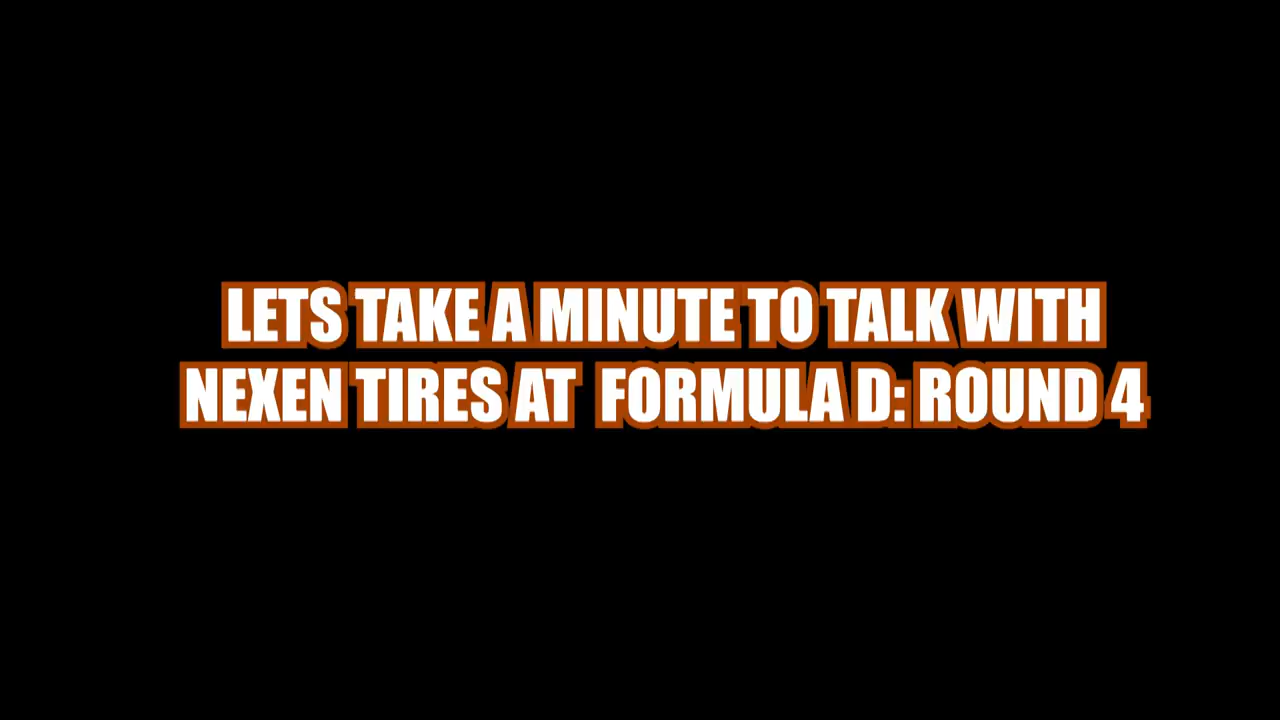 LETS TAKE A MINUTE TO TALK WITH
NEXEN TIRES AT  FORMULA D: ROUND 4